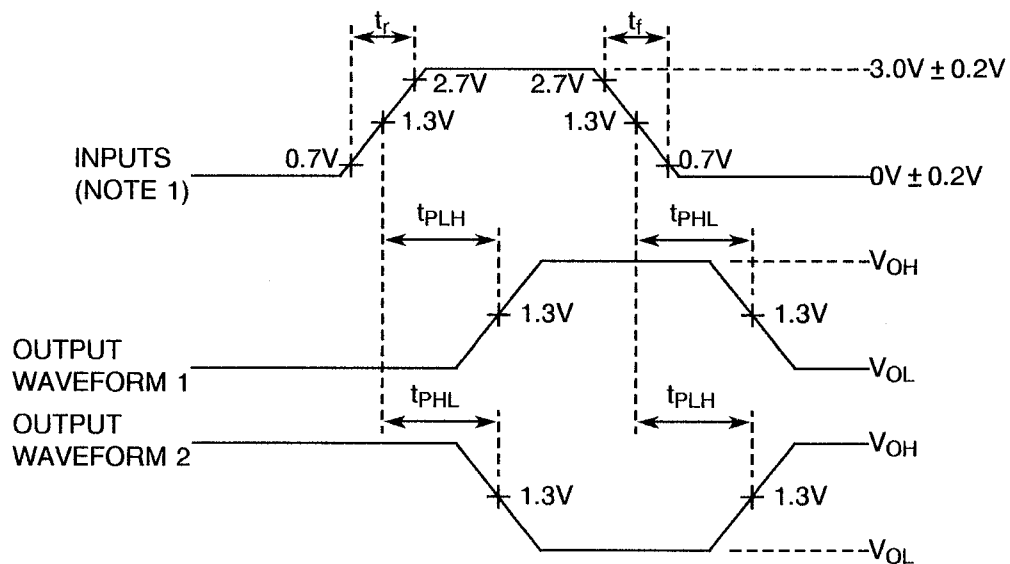 tr tf
3.0V ± 0.2V
2.7V 2.7V
1.3V 1.3V
0.7V 0.7V
INPUTS
(NOTE 1)
0V ± 0.2V
tPLH tPHL
VOH
1.3V 1.3V
OUTPUT
WAVEFORM 1
VOL
tPHL tPLH
OUTPUT
WAVEFORM 2
VOH
1.3V 1.3V
VOL